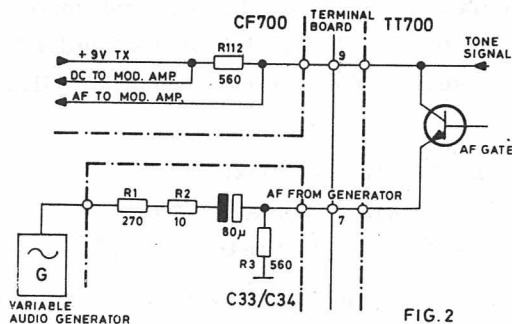 CF700
TERMINAL
BOARD
TT700
+9V TX
R112
560
9
TONE
SIGNAL
DC TO MOD. AMP.
AF TO MOD. AMP.
AF GATE
AF FROM GENERATOR
R1
270
R2
10
80µ
7
R3
560
G
VARIABLE
AUDIO GENERATOR
C33/C34
FIG. 2